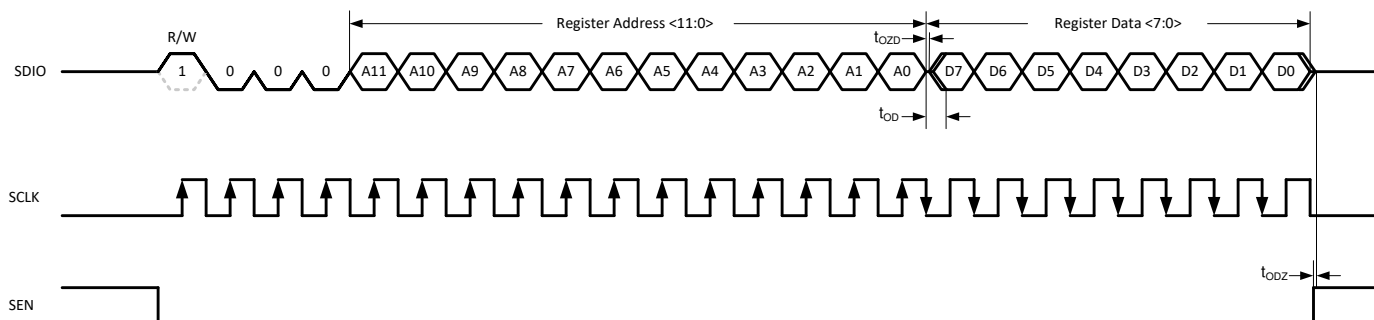 Register Address <11:0> Register Data <7:0>
R/W
tOZD
SDIO 1 0 0 0 A11 A10 A9 A8 A7 A6 A5 A4 A3 A2 A1 A0 D7 D6 D5 D4 D3 D2 D1 D0
tOD
SCLK
tODZ
SEN